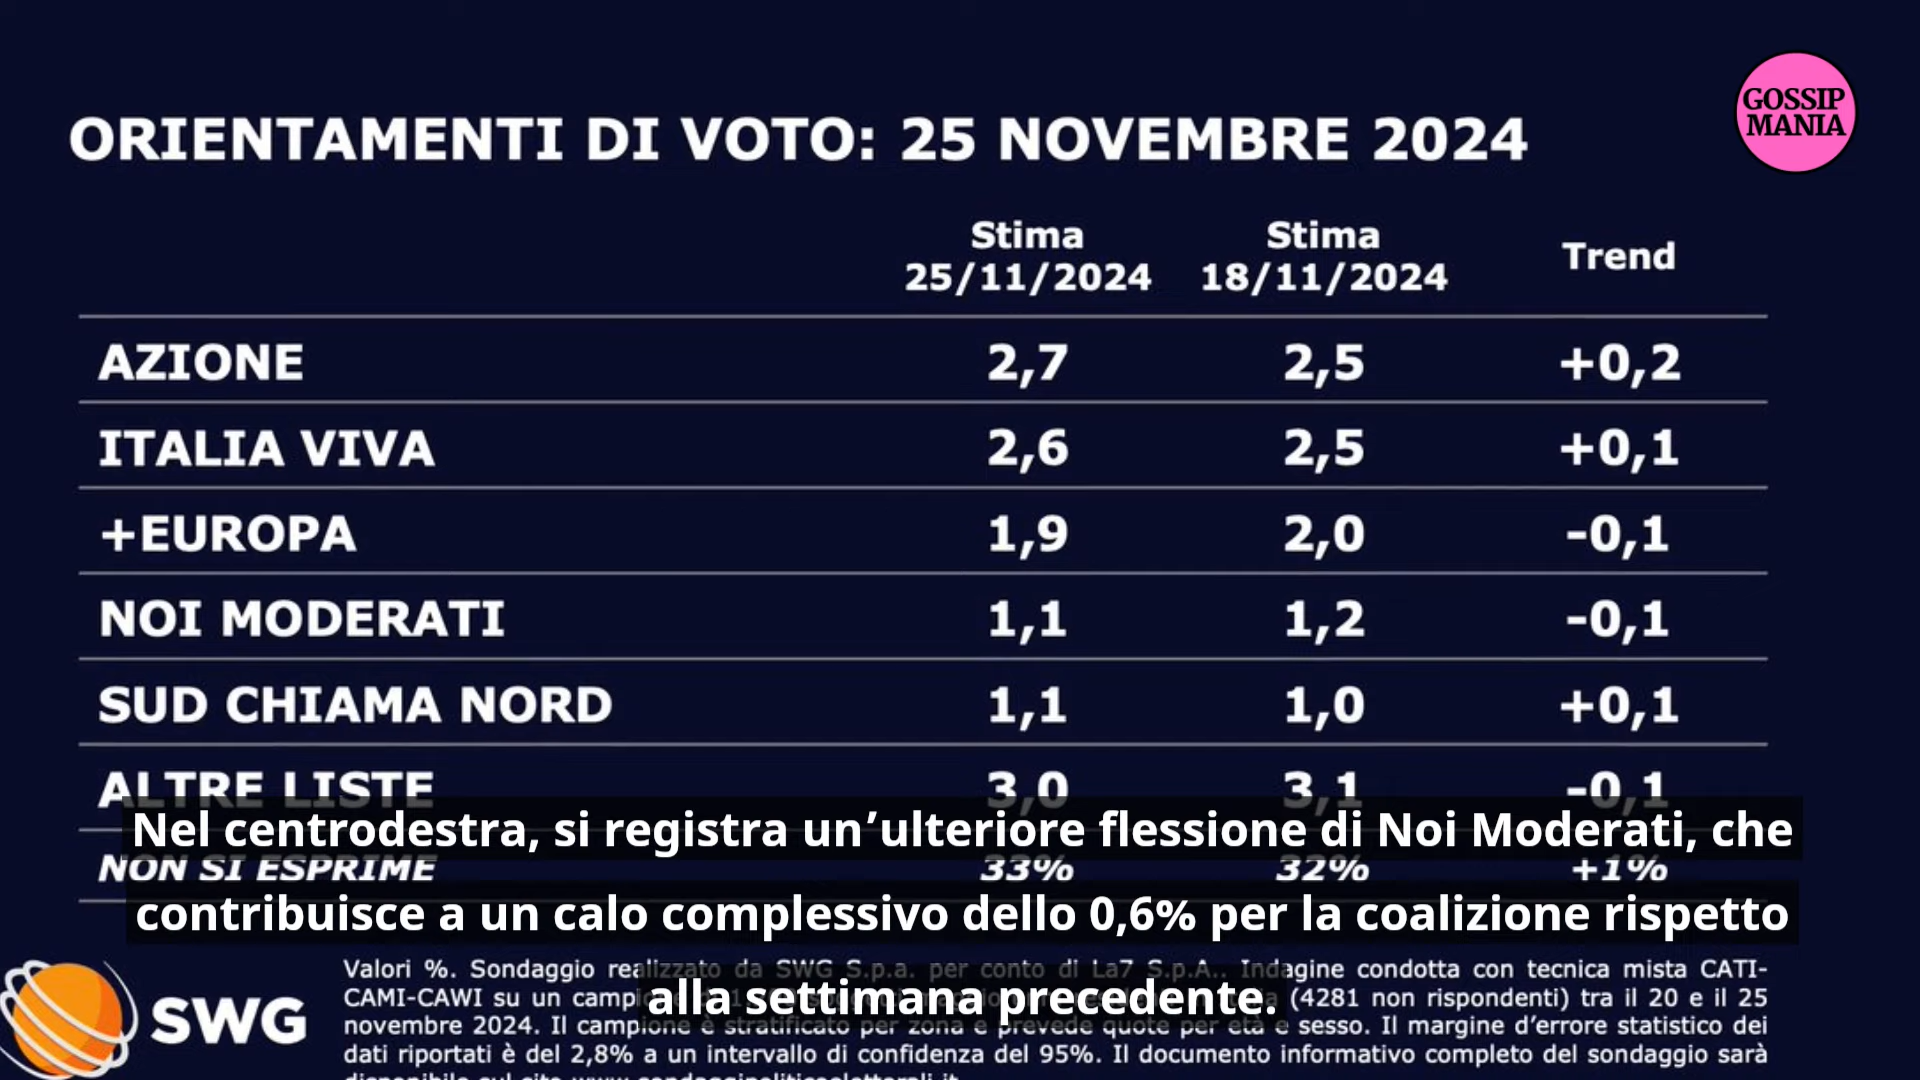 GOSSIP
MANIA
ORIENTAMENTI DI VOTO: 25 NOVEMBRE 2024
Stima Stima
25/11/2024 18/11/2024 Trend
AZIONE 2,7 2,5 +0,2
ITALIA VIVA 2,6 2,5 +0,1
+EUROPA 1,9 2,0 -0,1
NOI MODERATI 1,1 1,2 -0,1
SUD CHIAMA NORD 1,1 1,0 +0,1
ALTRE LISTE 3,0 3,1 -0,1
Nel centrodestra, si registra un’ulteriore flessione di Noi Moderati, che
NON SI ESPRIME 33% 32% +1%
contribuisce a un calo complessivo dello 0,6% per la coalizione rispetto
alla settimana precedente.
SWG
Valori %. Sondaggio realizzato da SWG S.p.a. per conto di La7 S.p.A.. Indagine condotta con tecnica mista CATI-
CAMI-CAWI su un (4281 non rispondenti) tra il 20 e il 25
novembre 2024. Il campione è stratificato per zona e prevede quote per età e sesso. Il margine d’errore statistico dei
dati riportati è del 2,8% a un intervallo di confidenza del 95%. Il documento informativo completo del sondaggio sarà